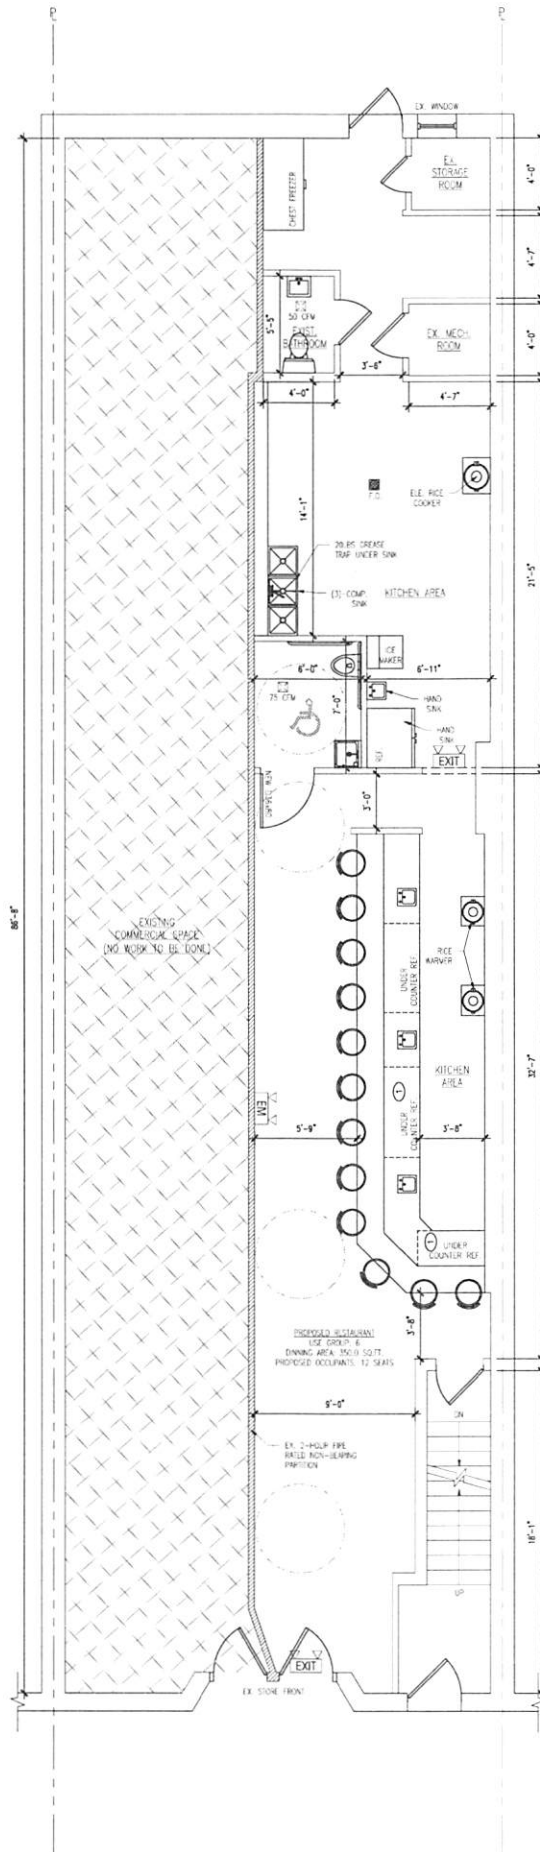 PL
PL
EX. WINDOW
EX.
STORAGE
ROOM
4'-0"
CHEST FREEZER
4'-7"
50 CFM
5'-5"
EXIST.
BATHROOM
EX. MECH.
ROOM
4'-0"
3'-6"
4'-0"
4'-7"
F.D.
ELE. RICE
COOKER
14'-1"
20 LBS GREASE
TRAP UNDER SINK
(3) COMP.
SINK
KITCHEN AREA
21'-5"
ICE
MAKER
6'-0"
6'-11"
75 CFM
7'-0"
HAND
SINK
HAND
SINK
REF.
EXIT
3'-0"
86'-8"
EXISTING
COMMERCIAL SPACE
(NO WORK TO BE DONE)
RICE
WARMER
UNDER
COUNTER REF.
KITCHEN
AREA
32'-7"
EM
1
UNDER
COUNTER REF.
5'-9"
3'-8"
1
UNDER
COUNTER REF.
3'-8"
PROPOSED RESTAURANT
USE GROUP: 6
DINNING AREA: 350.0 SQ.FT.
PROPOSED OCCUPANTS: 12 SEATS
9'-0"
DN
EX. 2-HOUR FIRE
RATED NON-BEARING
PARTITION
18'-1"
UP
EXIT
EX. STORE FRONT